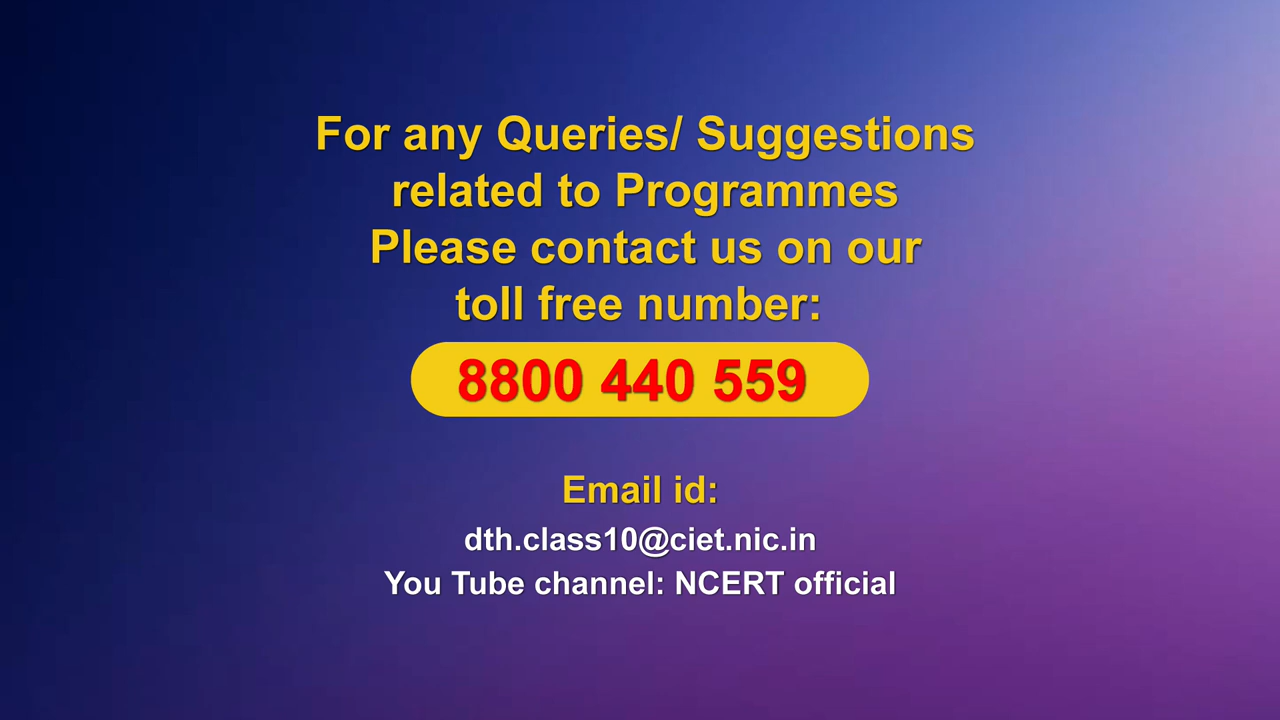 For any Queries/ Suggestions
related to Programmes
Please contact us on our
toll free number:
8800 440 559
Email id:
dth.class10@ciet.nic.in
You Tube channel: NCERT official